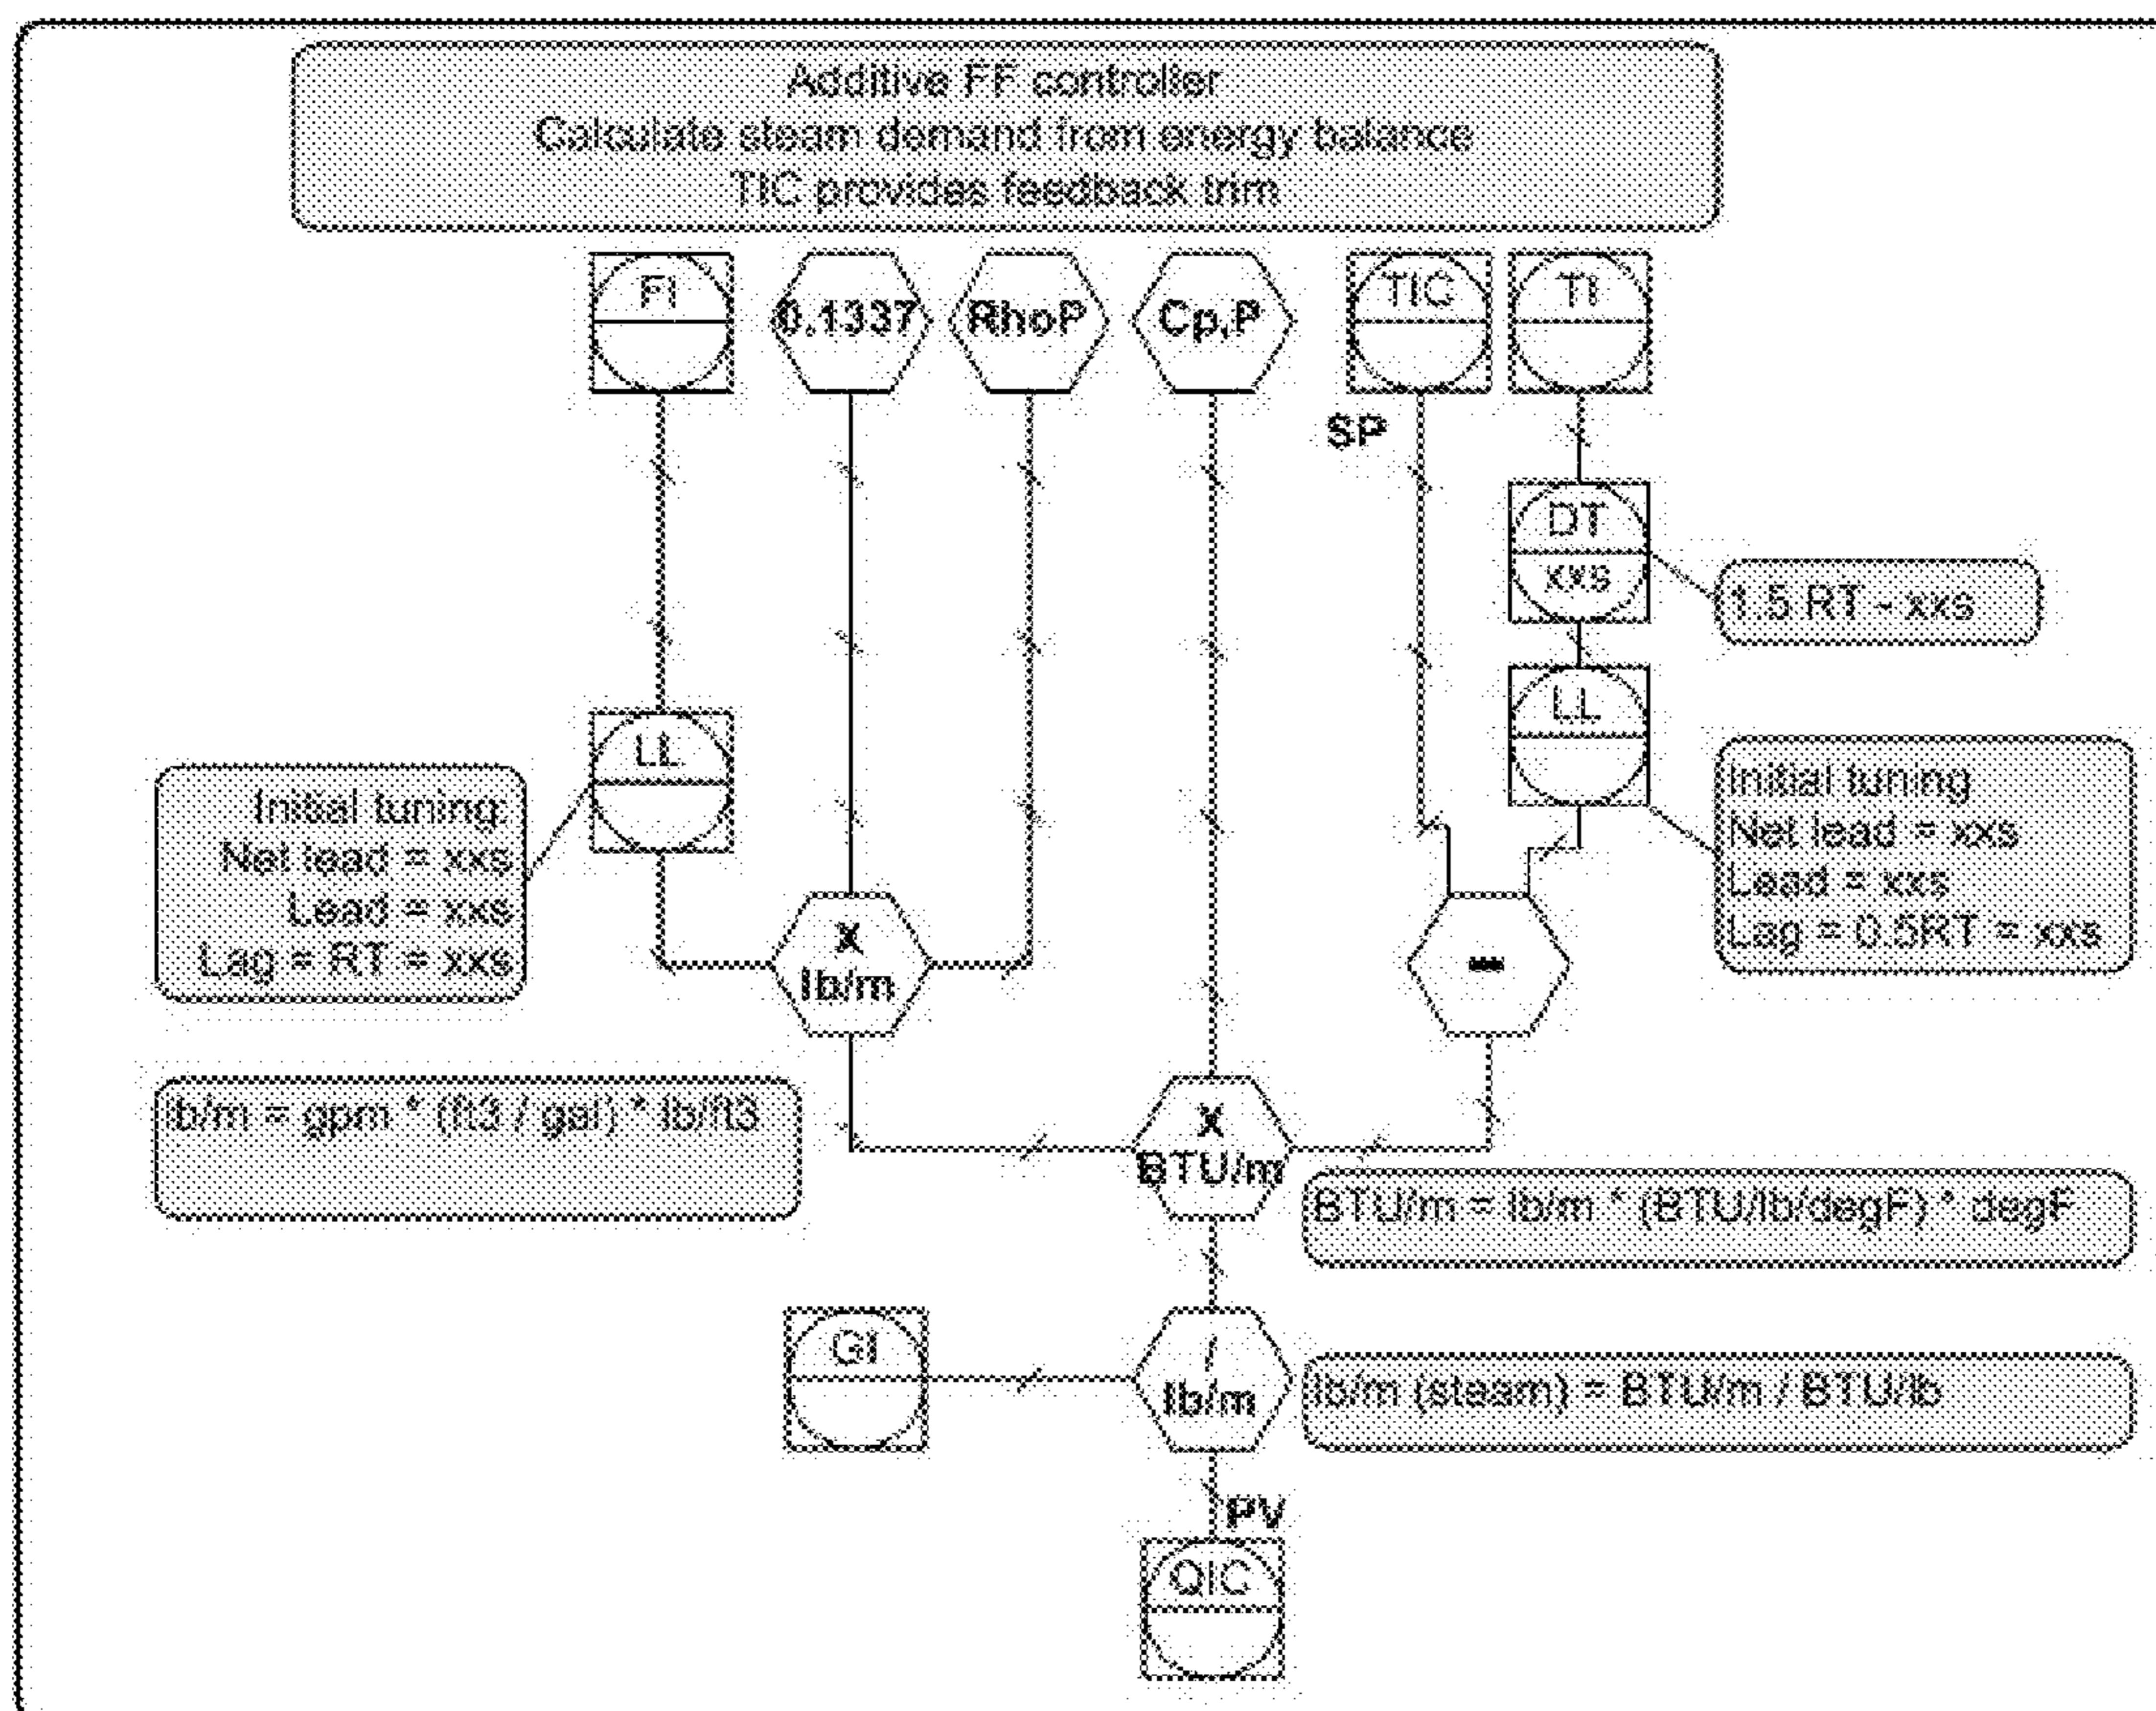 Additive FF controller
Calculate steam demand from energy balance
TIC provides feedback trim
FI
0.1337
RhoP
Cp,P
TIC
TI
SP
DT
xxs
1.5 RT - xxs
LL
LL
Initial tuning:
Net lead = xxs
Lead = xxs
Lag = RT = xxs
Initial tuning
Net lead = xxs
Lead = xxs
Lag = 0.5RT = xxs
X
lb/m
-
lb/m = gpm * (ft3 / gal) * lb/ft3
X
BTU/m
BTU/m = lb/m * (BTU/lb/degF) * degF
GI
/
lb/m
lb/m (steam) = BTU/m / BTU/lb
PV
QIC